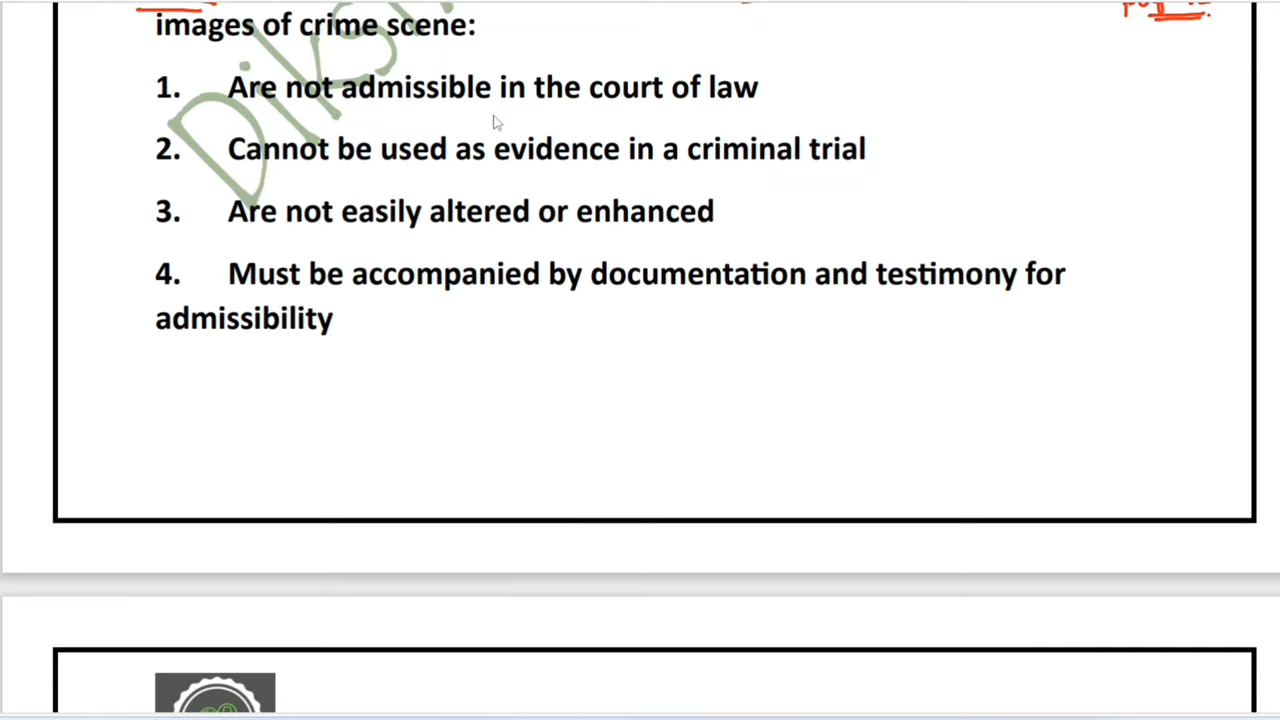 images of crime scene:
1. Are not admissible in the court of law
2. Cannot be used as evidence in a criminal trial
3. Are not easily altered or enhanced
4. Must be accompanied by documentation and testimony for
admissibility